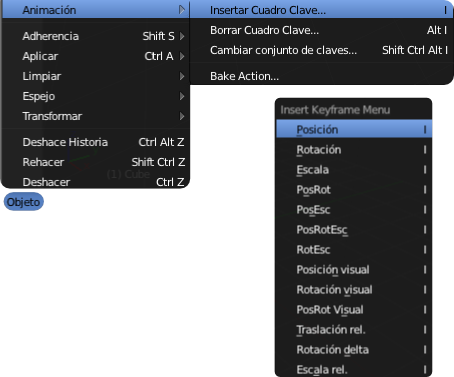 Animación
Adherencia Shift S
Aplicar Ctrl A
Limpiar
Espejo
Transformar
Deshace Historia Ctrl Alt Z
Rehacer Shift Ctrl Z
(1) Cube
Deshacer Ctrl Z
Objeto
Insertar Cuadro Clave... I
Borrar Cuadro Clave... Alt I
Cambiar conjunto de claves... Shift Ctrl Alt I
Bake Action...
Insert Keyframe Menu
Posición I
Rotación I
Escala I
PosRot I
PosEsc I
PosRotEsc I
RotEsc I
Posición visual I
Rotación visual I
PosRot Visual I
Traslación rel. I
Rotación delta I
Escala rel. I